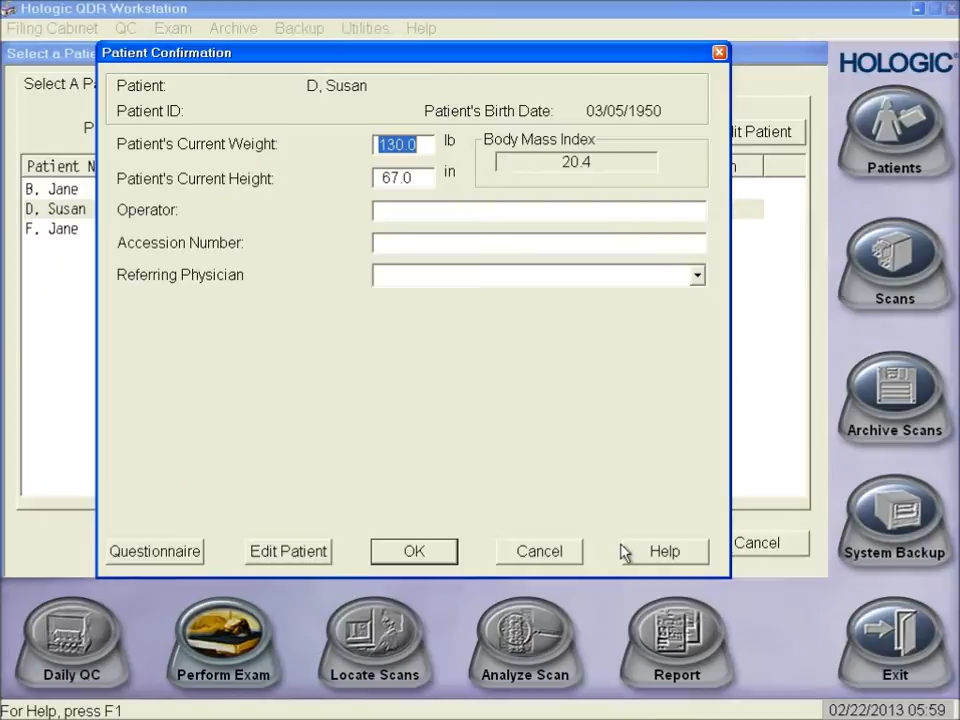 Hologic QDR Workstation
Filing Cabinet QC Exam Archive Backup Utilities Help
Select a Patie
Patient Confirmation
HOLOGIC
Select A Pa
Patient: D, Susan
Patient ID: Patient's Birth Date: 03/05/1950
P
dit Patient
Patient's Current Weight: 130.0 lb
Body Mass Index
20.4
Patient N
Patient's Current Height: 67.0 in
Patients
B. Jane
D. Susan
F. Jane
Operator:
Accession Number:
Referring Physician
Scans
Archive Scans
Questionnaire Edit Patient OK Cancel Help
Cancel
System Backup
Daily QC Perform Exam Locate Scans Analyze Scan Report Exit
For Help, press F1
02/22/2013 05:59